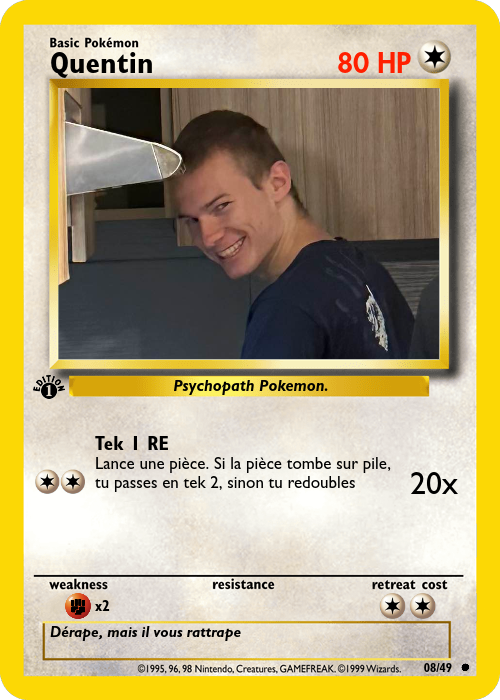 Basic Pokémon
Quentin
80 HP
EDITION
1
Psychopath Pokemon.
Tek 1 RE
Lance une pièce. Si la pièce tombe sur pile,
tu passes en tek 2, sinon tu redoubles
20x
weakness
resistance
retreat cost
x2
Dérape, mais il vous rattrape
©1995, 96, 98 Nintendo, Creatures, GAMEFREAK. ©1999 Wizards.
08/49